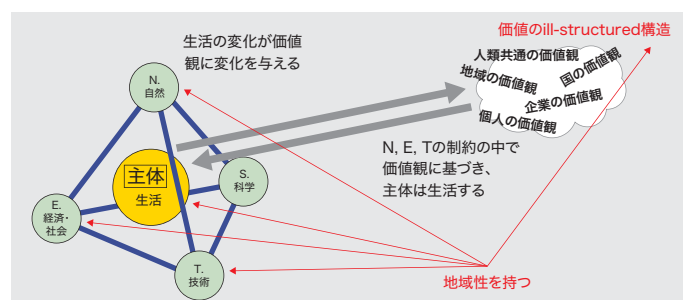 価値のill-structured構造
生活の変化が価値
観に変化を与える
人類共通の価値観
国の価値観
地域の価値観
企業の価値観
個人の価値観
N.
自然
主体
生活
S.
科学
E.
経済・
社会
T.
技術
N, E, Tの制約の中で
価値観に基づき、
主体は生活する
地域性を持つ